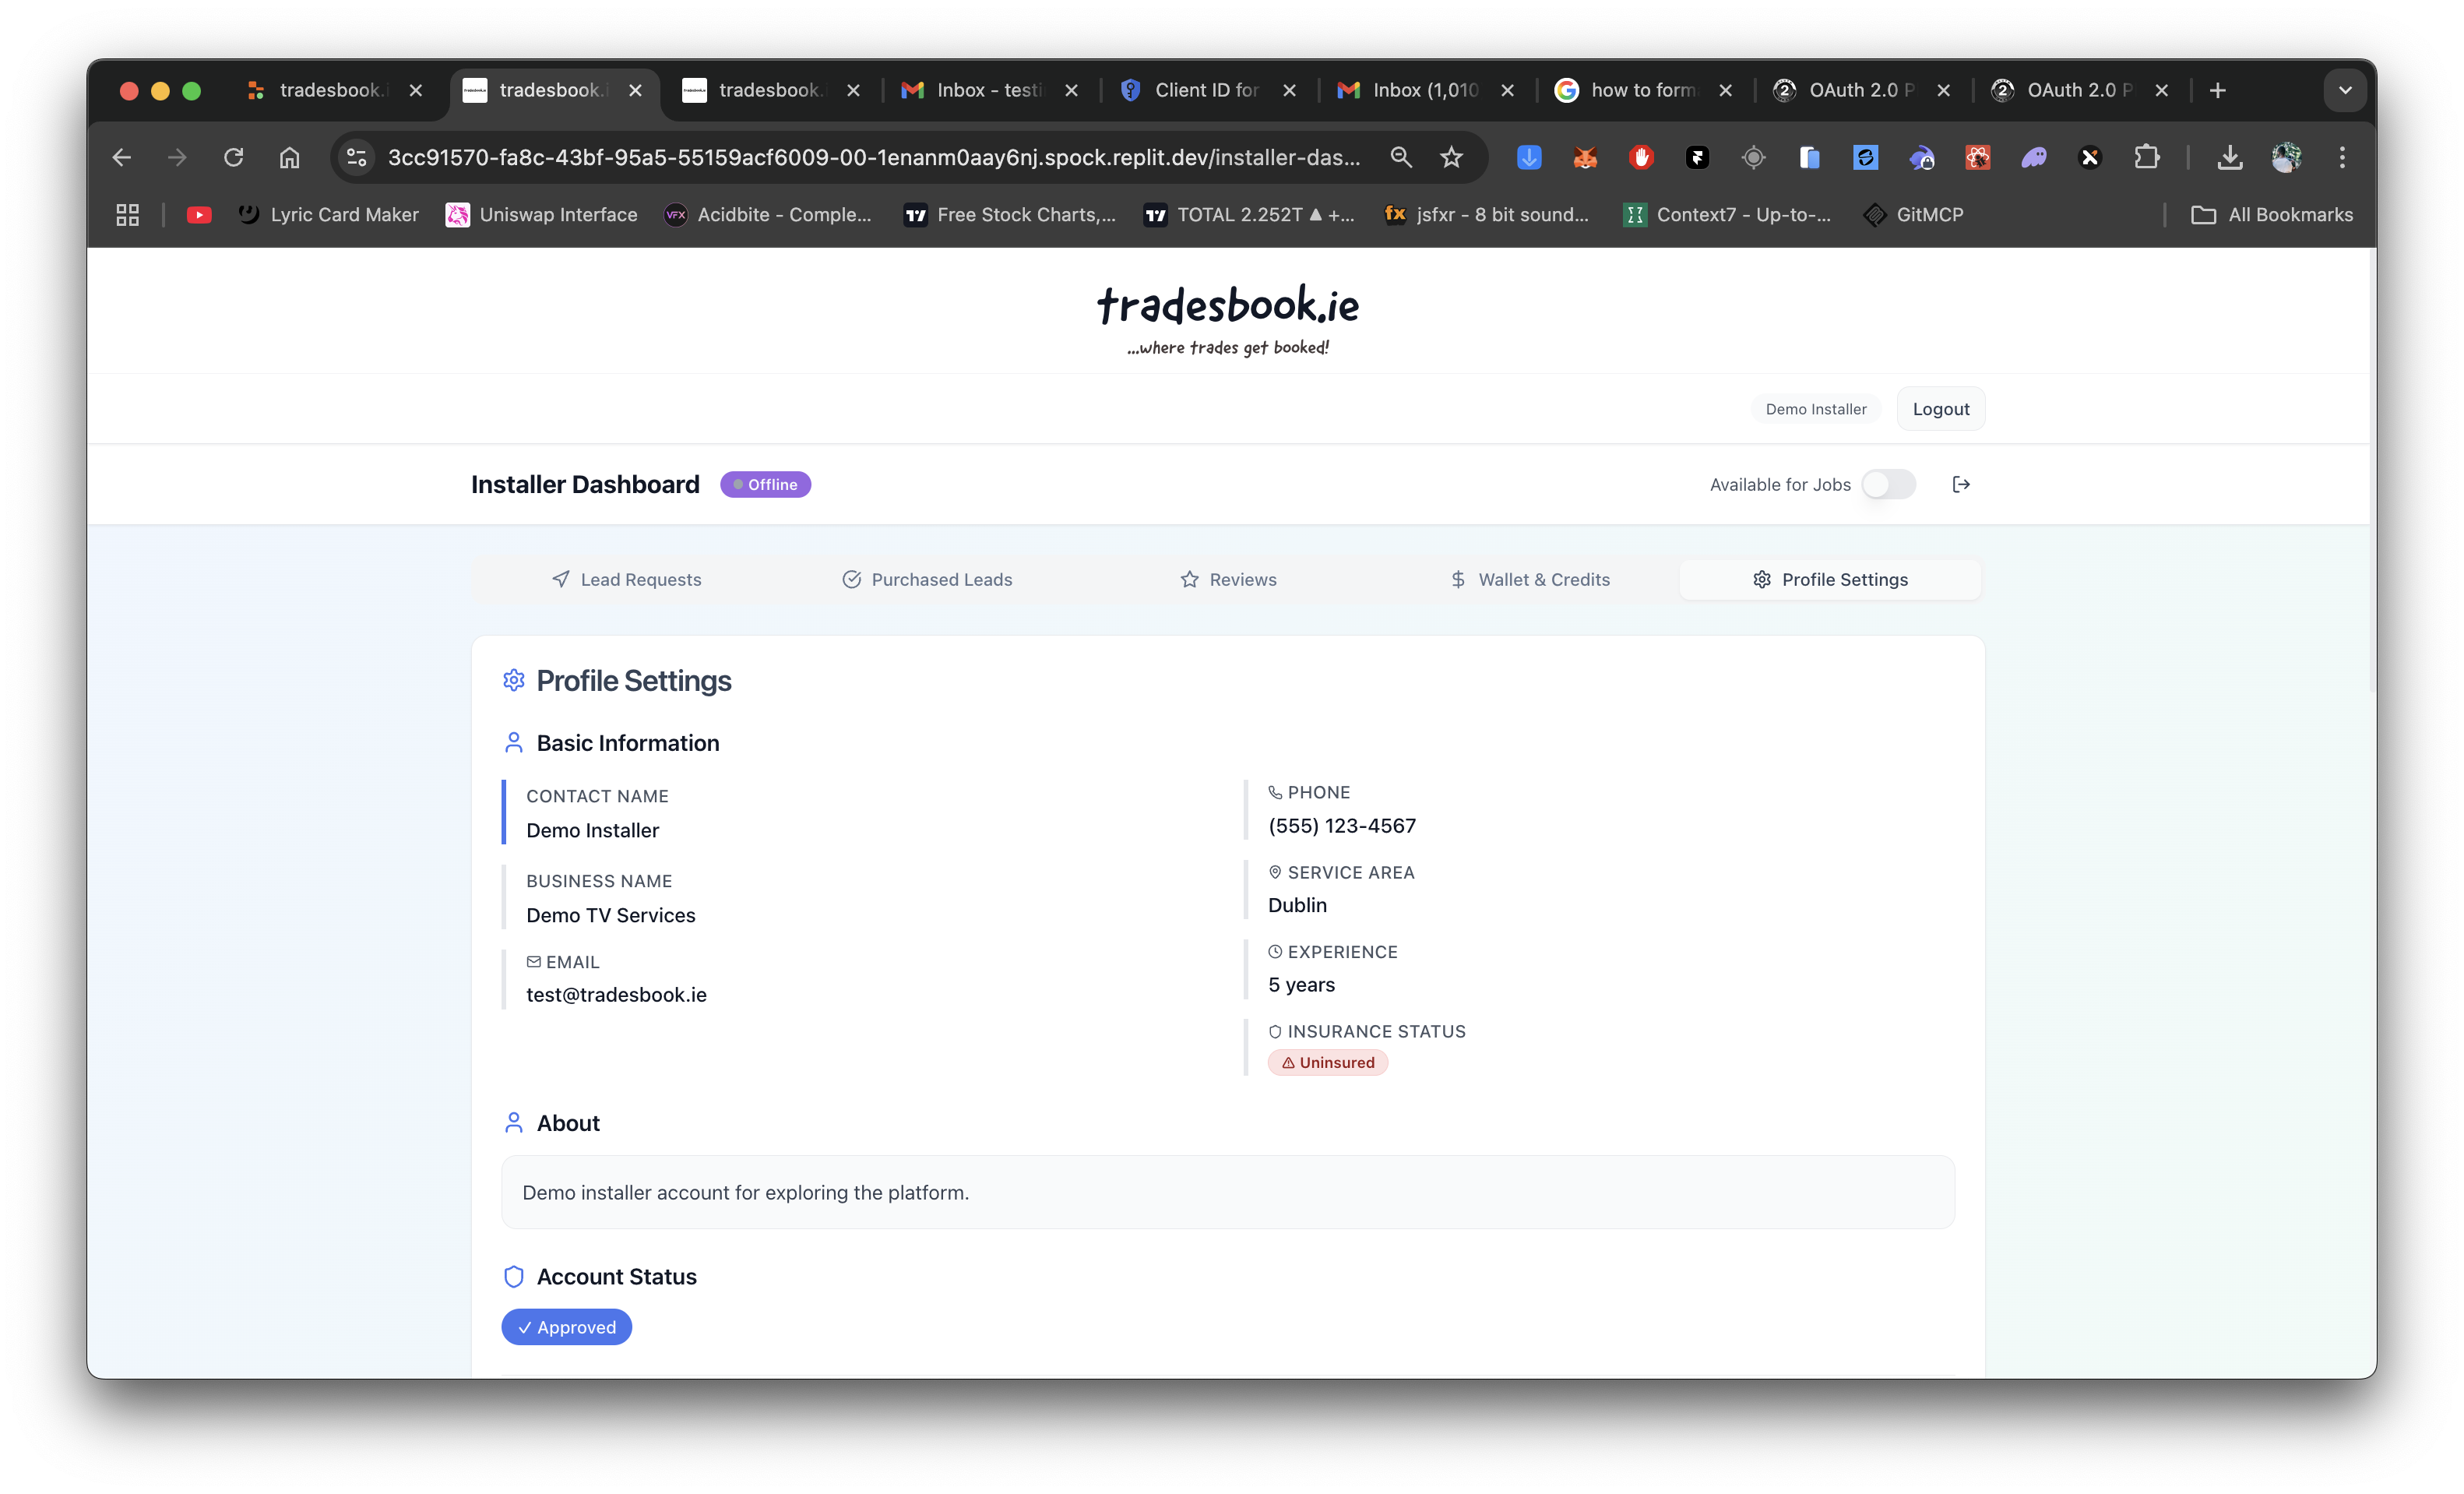 tradesbook.i
tradesbook.i
tradesbook.
Inbox - testi
Client ID for
Inbox (1,010
how to form
OAuth 2.0 P
OAuth 2.0 P
3cc91570-fa8c-43bf-95a5-55159acf6009-00-1enanm0aay6nj.spock.replit.dev/installer-das...
Lyric Card Maker
Uniswap Interface
VFX
Acidbite - Comple...
Free Stock Charts,...
TOTAL 2.252T ▲ +...
fx
jsfxr - 8 bit sound...
Context7 - Up-to-...
GitMCP
All Bookmarks
tradesbook.ie
...where trades get booked!
Demo Installer
Logout
Installer Dashboard
Offline
Available for Jobs
Lead Requests
Purchased Leads
Reviews
Wallet & Credits
Profile Settings
Profile Settings
Basic Information
CONTACT NAME
Demo Installer
BUSINESS NAME
Demo TV Services
EMAIL
test@tradesbook.ie
PHONE
(555) 123-4567
SERVICE AREA
Dublin
EXPERIENCE
5 years
INSURANCE STATUS
Uninsured
About
Demo installer account for exploring the platform.
Account Status
✓ Approved